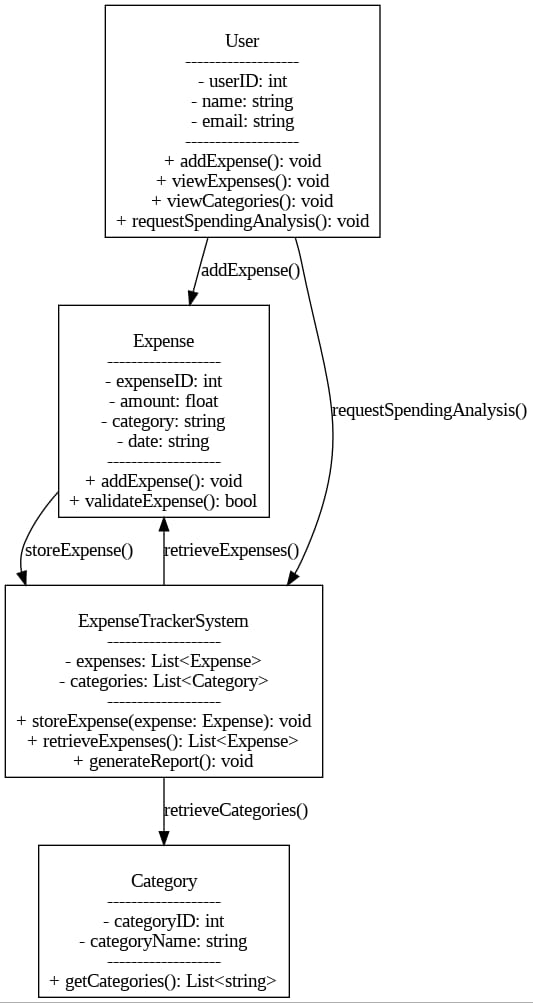 User
-------------------
- userID: int
- name: string
- email: string
-------------------
+ addExpense(): void
+ viewExpenses(): void
+ viewCategories(): void
+ requestSpendingAnalysis(): void
addExpense()
Expense
-------------------
- expenseID: int
- amount: float
- category: string
- date: string
-------------------
+ addExpense(): void
+ validateExpense(): bool
requestSpendingAnalysis()
storeExpense()
retrieveExpenses()
ExpenseTrackerSystem
-------------------
- expenses: List<Expense>
- categories: List<Category>
-------------------
+ storeExpense(expense: Expense): void
+ retrieveExpenses(): List<Expense>
+ generateReport(): void
retrieveCategories()
Category
-------------------
- categoryID: int
- categoryName: string
-------------------
+ getCategories(): List<string>